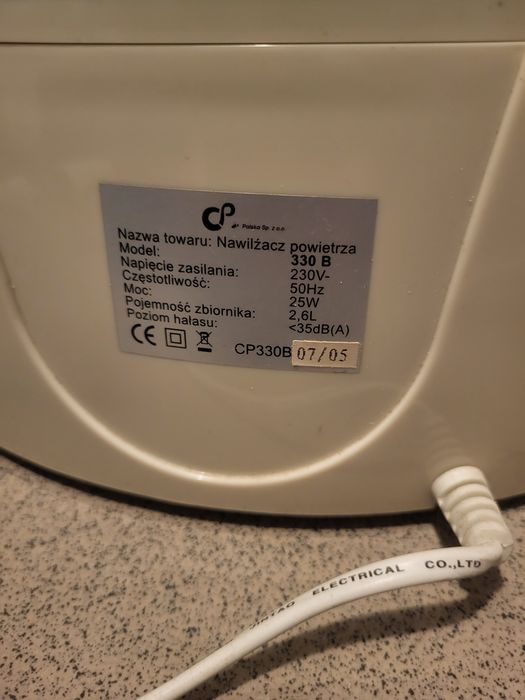 CP
Polska Sp. z o.o
Nazwa towaru: Nawilżacz powietrza
Model: 330 B
Napięcie zasilania: 230V~
Częstotliwość: 50Hz
Moc: 25W
Pojemność zbiornika: 2,6L
Poziom hałasu: <35dB(A)
CE CP330B 07/05
ELECTRICAL CO.,LTD